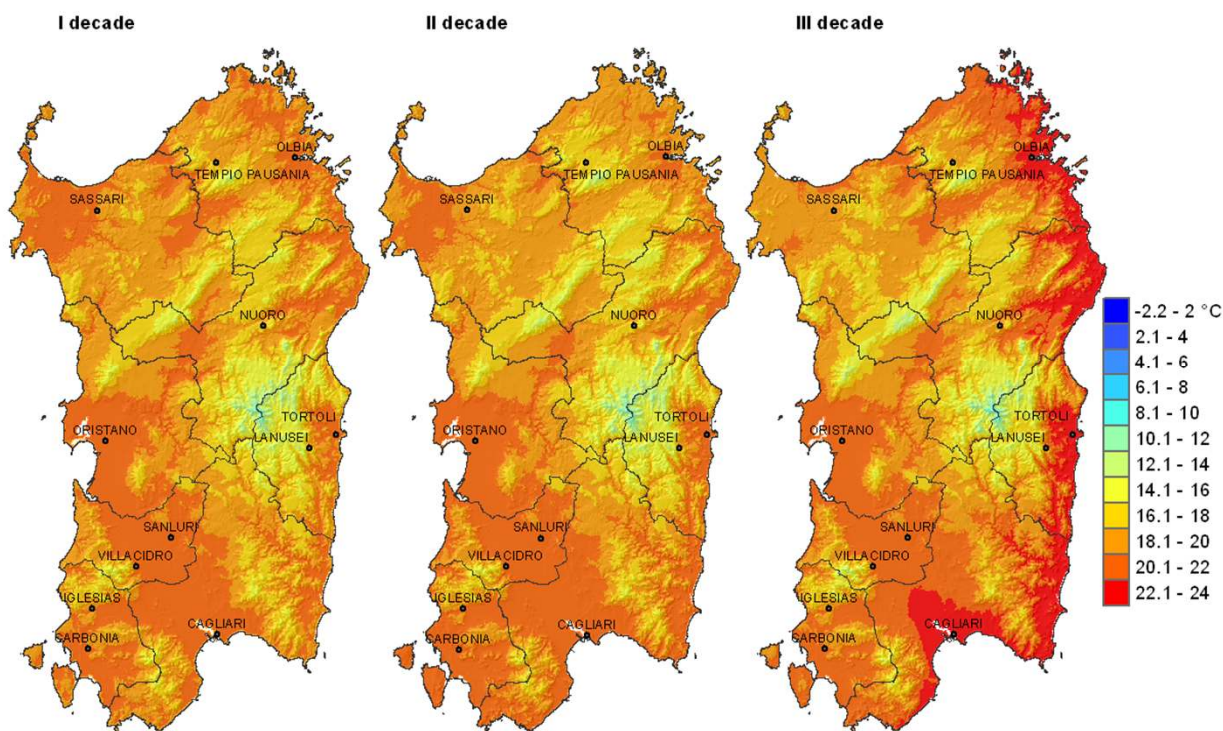 I decade
OLBIA
TEMPIO PAUSANIA
SASSARI
NUORO
TORTOLI
ORISTANO
LANUSEI
SANLURI
VILLACIDRO
IGLESIAS
CAGLIARI
CARBONIA
II decade
OLBIA
TEMPIO PAUSANIA
SASSARI
NUORO
TORTOLI
ORISTANO
LANUSEI
SANLURI
VILLACIDRO
IGLESIAS
CAGLIARI
CARBONIA
III decade
OLBIA
TEMPIO PAUSANIA
SASSARI
NUORO
TORTOLI
ORISTANO
LANUSEI
SANLURI
VILLACIDRO
IGLESIAS
CAGLIARI
CARBONIA
-2.2 - 2 °C
2.1 - 4
4.1 - 6
6.1 - 8
8.1 - 10
10.1 - 12
12.1 - 14
14.1 - 16
16.1 - 18
18.1 - 20
20.1 - 22
22.1 - 24